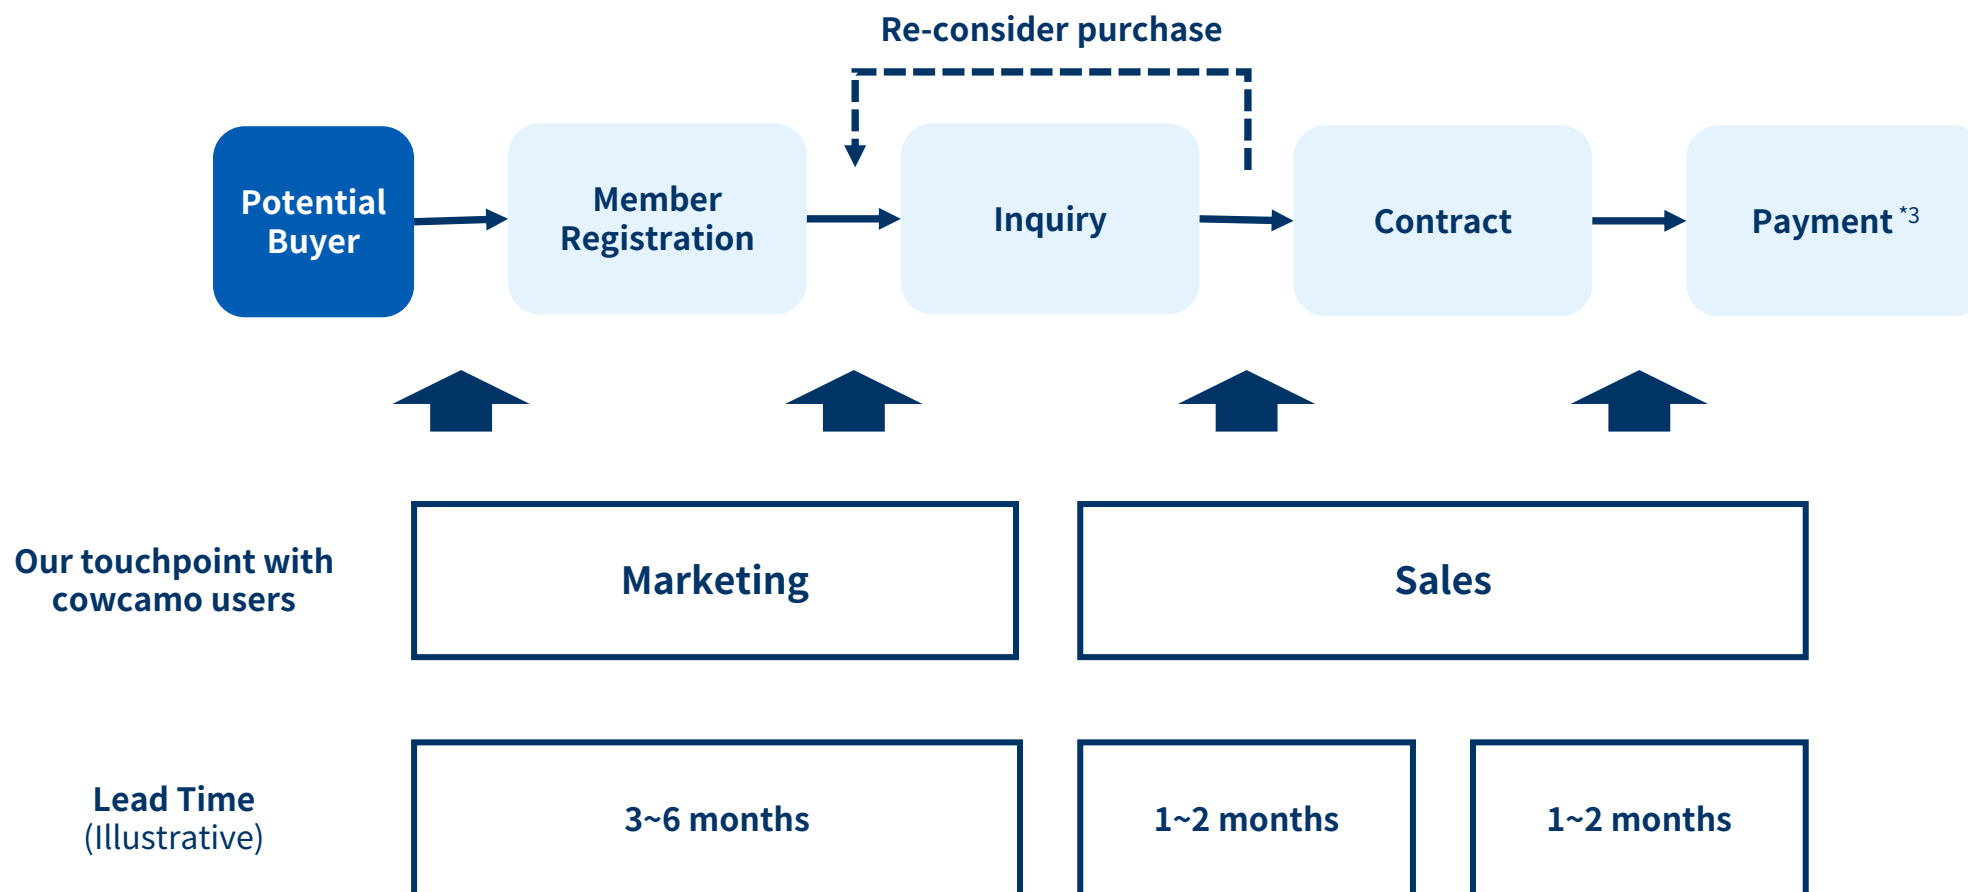 Re-consider purchase
Potential
Buyer
Member
Registration
Inquiry
Contract
Payment *3
Our touchpoint with
cowcamo users
Marketing
Sales
Lead Time
(Illustrative)
3~6 months
1~2 months
1~2 months